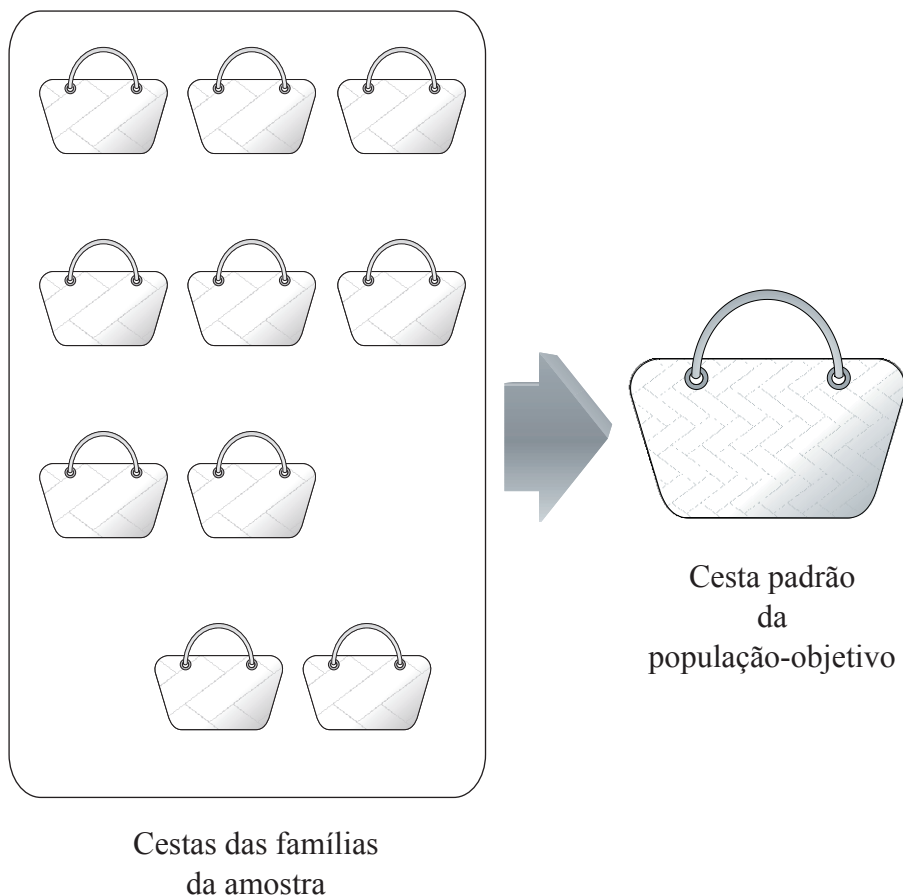 Cesta padrão
da
população-objetivo
Cestas das famílias
da amostra